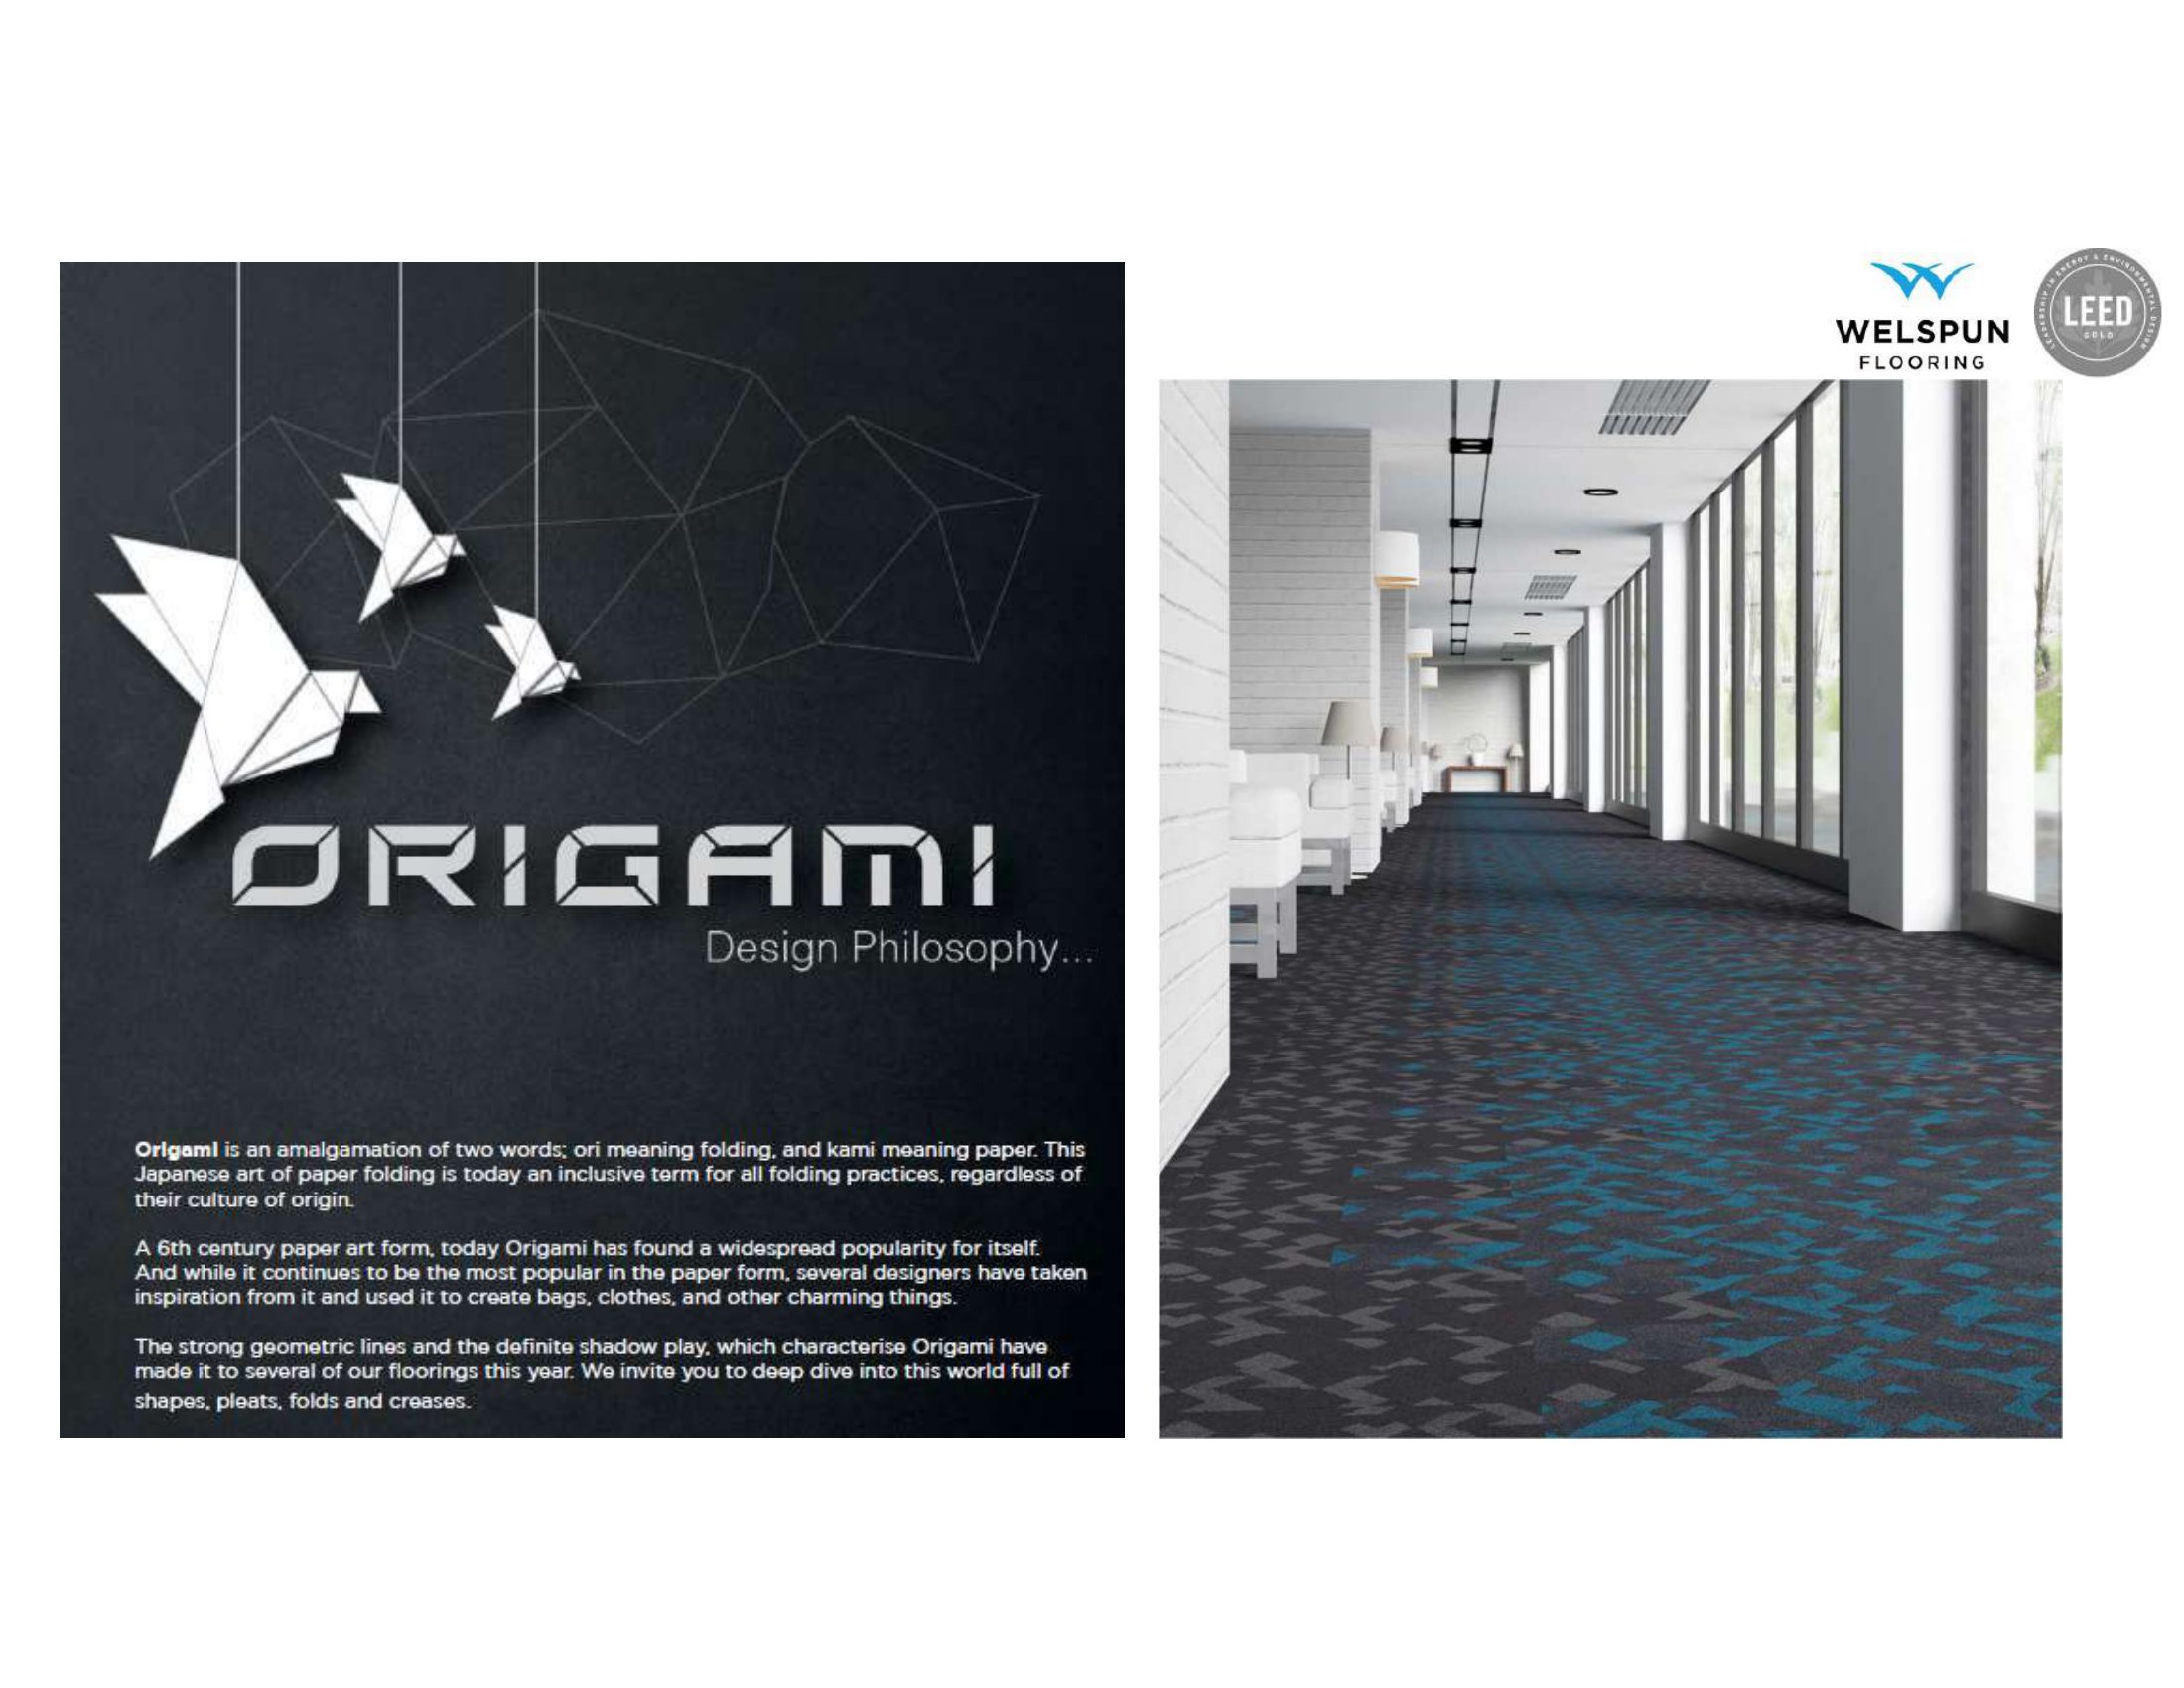 ORIGAMI
Design Philosophy...
Origami is an amalgamation of two words; ori meaning folding, and kami meaning paper. This
Japanese art of paper folding is today an inclusive term for all folding practices, regardless of
their culture of origin.
A 6th century paper art form, today Origami has found a widespread popularity for itself.
And while it continues to be the most popular in the paper form, several designers have taken
inspiration from it and used it to create bags, clothes, and other charming things.
The strong geometric lines and the definite shadow play, which characterise Origami have
made it to several of our floorings this year. We invite you to deep dive into this world full of
shapes, pleats, folds and creases.
WELSPUN
FLOORING
LEADERSHIP IN ENERGY & ENVIRONMENTAL DESIGN
LEED
GOLD